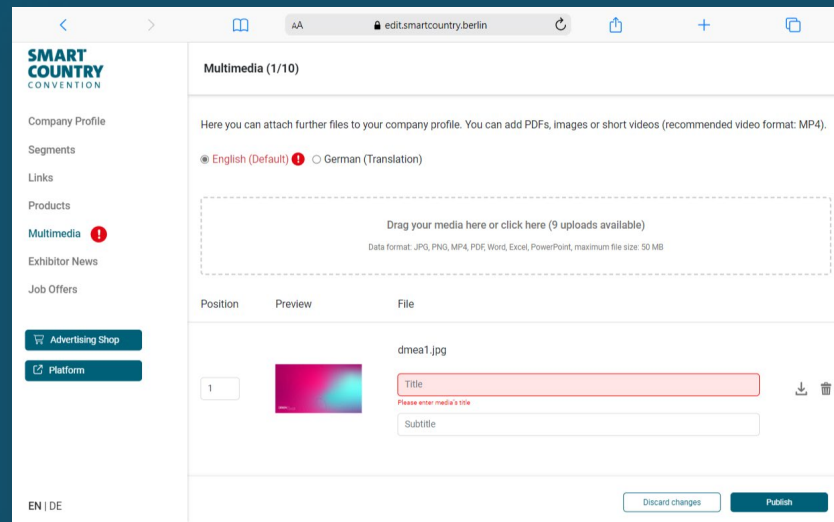 AA
edit.smartcountry.berlin
SMART
COUNTRY
CONVENTION
Company Profile
Segments
Links
Products
Multimedia !
Exhibitor News
Job Offers
Advertising Shop
Platform
EN | DE
Multimedia (1/10)
Here you can attach further files to your company profile. You can add PDFs, images or short videos (recommended video format: MP4).
English (Default) ! German (Translation)
Drag your media here or click here (9 uploads available)
Data format: JPG, PNG, MP4, PDF, Word, Excel, PowerPoint, maximum file size: 50 MB
Position Preview File
dmea1.jpg
1
Title
Please enter media's title
Subtitle
Discard changes Publish